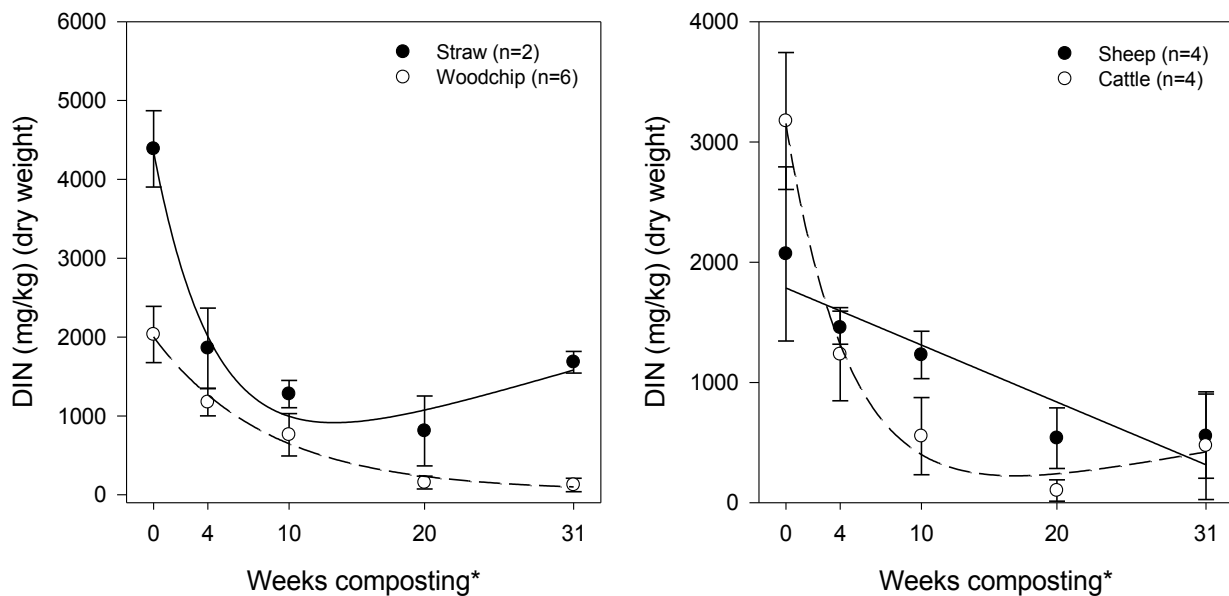 6000
5000
4000
3000
2000
1000
0
DIN (mg/kg) (dry weight)
Straw (n=2)
Woodchip (n=6)
0 4 10 20 31
Weeks composting*
4000
3000
2000
1000
0
DIN (mg/kg) (dry weight)
Sheep (n=4)
Cattle (n=4)
0 4 10 20 31
Weeks composting*